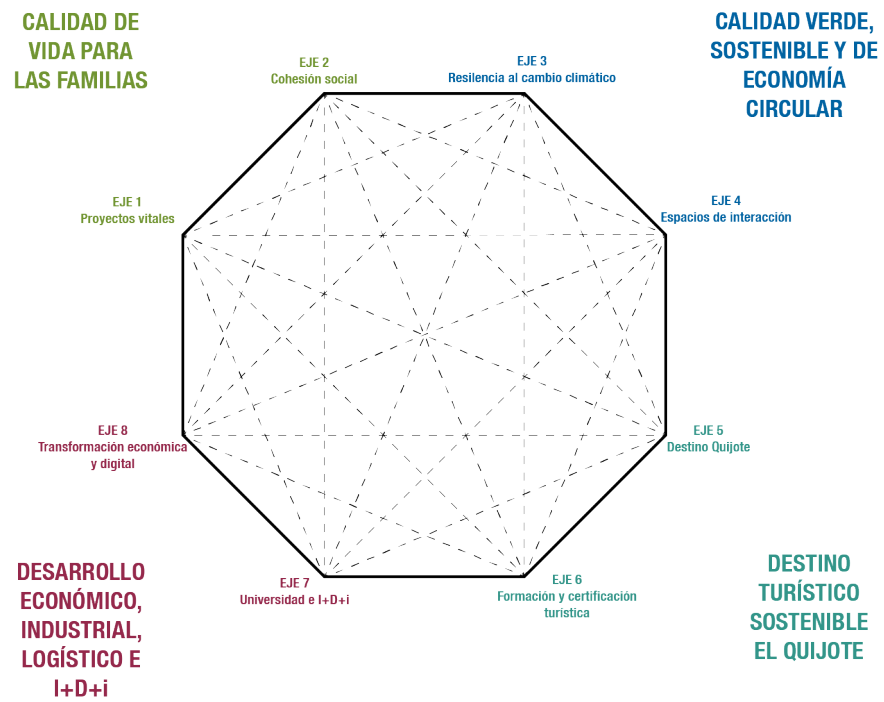 CALIDAD DE
VIDA PARA
LAS FAMILIAS
CALIDAD VERDE,
SOSTENIBLE Y DE
ECONOMÍA
CIRCULAR
EJE 2
Cohesión social
EJE 3
Resilencia al cambio climático
EJE 1
Proyectos vitales
EJE 4
Espacios de interacción
EJE 8
Transformación económica
y digital
EJE 5
Destino Quijote
EJE 7
Universidad e I+D+i
EJE 6
Formación y certificación
turística
DESARROLLO
ECONÓMICO,
INDUSTRIAL,
LOGÍSTICO E
I+D+i
DESTINO
TURÍSTICO
SOSTENIBLE
EL QUIJOTE